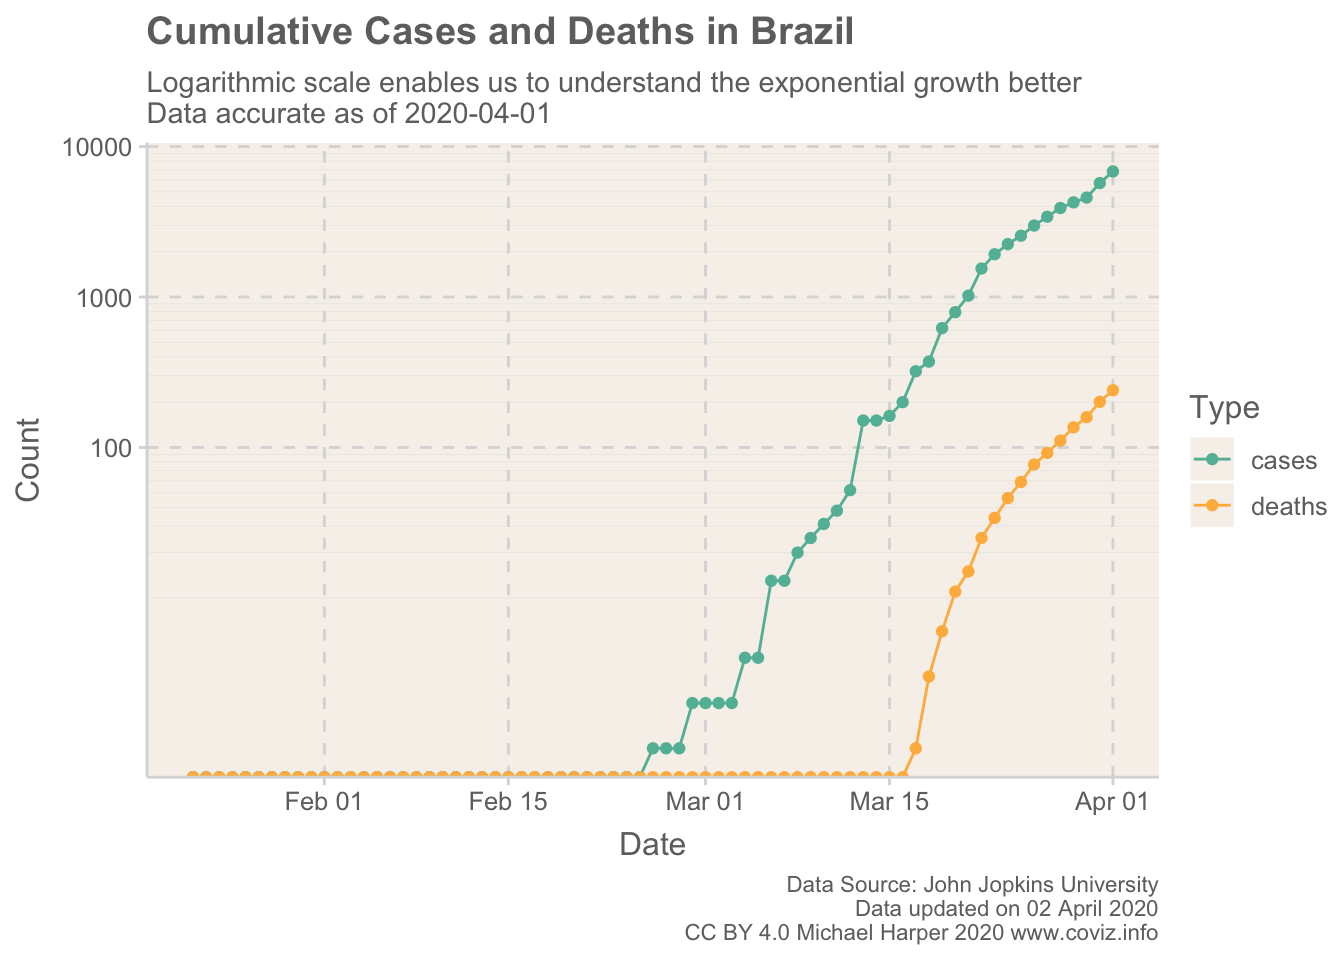 Cumulative Cases and Deaths in Brazil
Logarithmic scale enables us to understand the exponential growth better
Data accurate as of 2020-04-01
10000
1000
100
Count
Feb 01
Feb 15
Mar 01
Mar 15
Apr 01
Date
Type
cases
deaths
Data Source: John Jopkins University
Data updated on 02 April 2020
CC BY 4.0 Michael Harper 2020 www.coviz.info